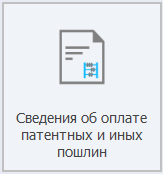 Сведения об оплате
патентных и иных
пошлин